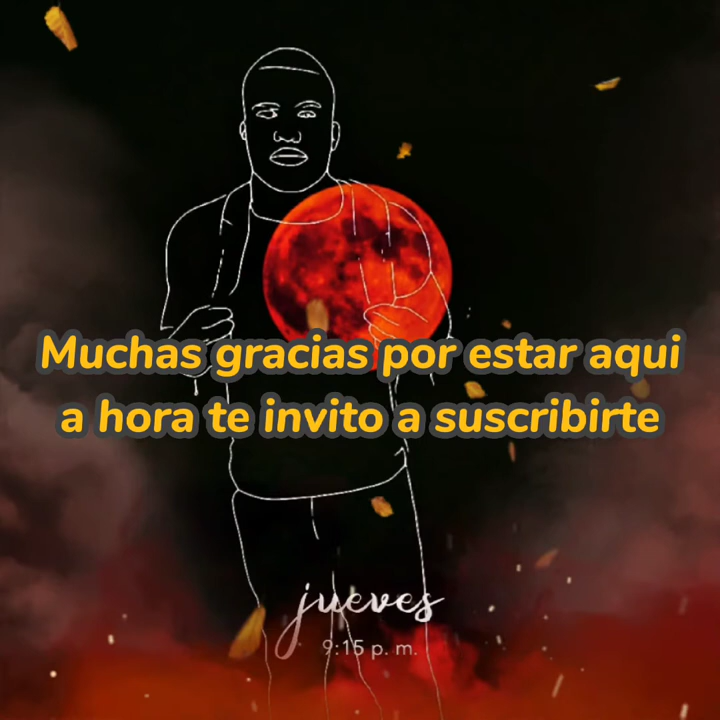 Muchas gracias por estar aqui
a hora te invito a suscribirte
jueves
9:15 p. m.